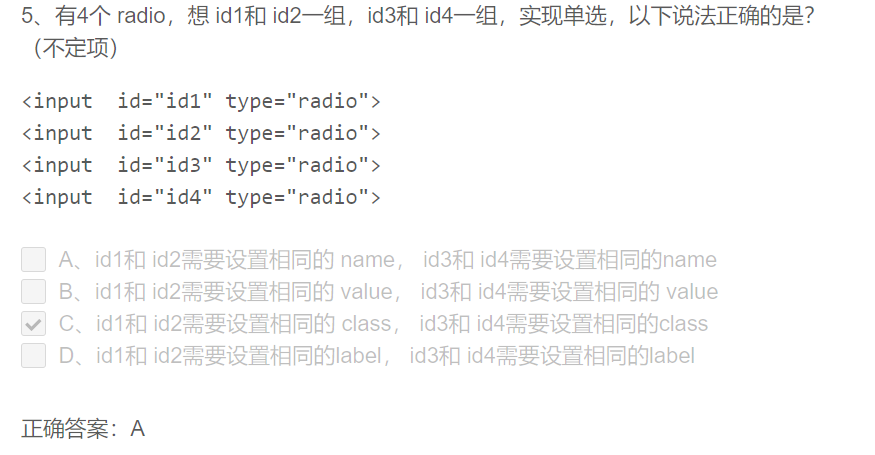 5、有4个 radio，想 id1和 id2一组，id3和 id4一组，实现单选，以下说法正确的是？
（不定项）
<input  id="id1" type="radio">
<input  id="id2" type="radio">
<input  id="id3" type="radio">
<input  id="id4" type="radio">
A、id1和 id2需要设置相同的 name， id3和 id4需要设置相同的name
B、id1和 id2需要设置相同的 value， id3和 id4需要设置相同的 value
C、id1和 id2需要设置相同的 class， id3和 id4需要设置相同的class
D、id1和 id2需要设置相同的label， id3和 id4需要设置相同的label
正确答案：A